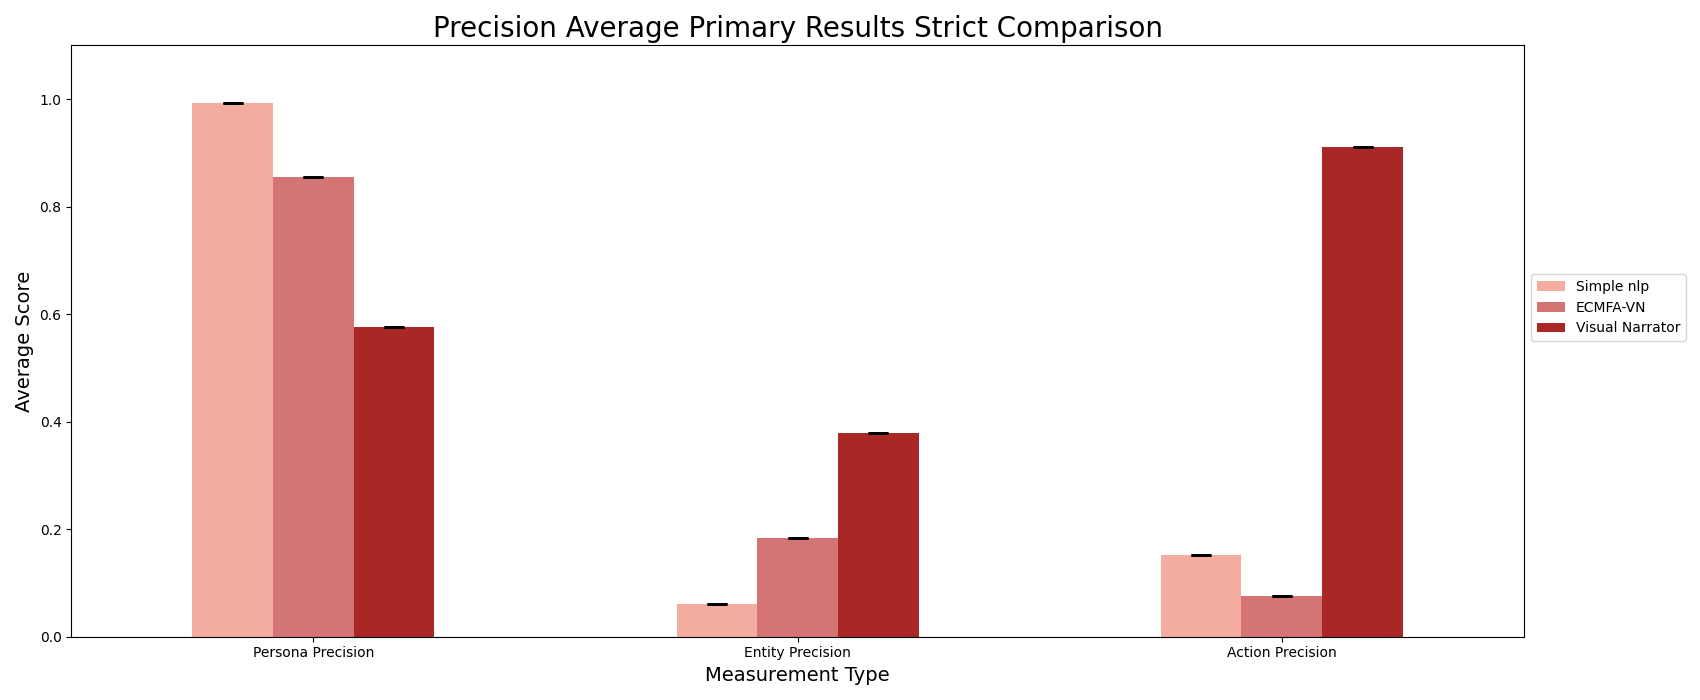 Precision Average Primary Results Strict Comparison
Average Score
1.0
0.8
0.6
0.4
0.2
0.0
Persona Precision
Entity Precision
Action Precision
Measurement Type
Simple nlp
ECMFA-VN
Visual Narrator